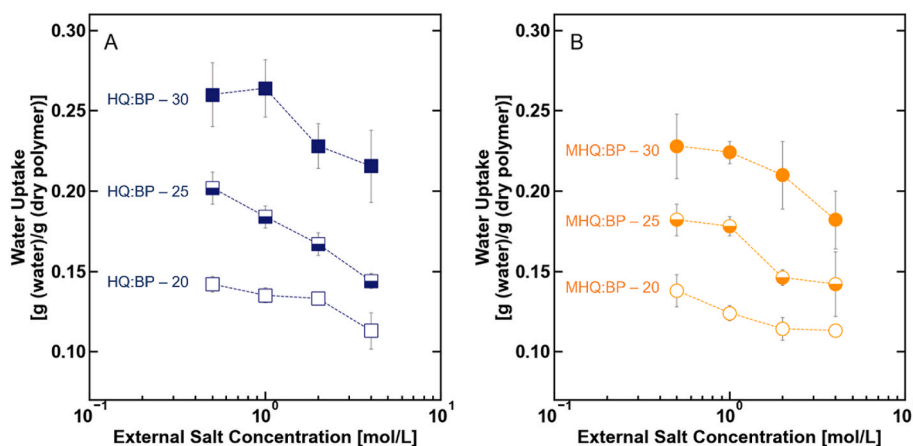 A
0.30
0.25
0.20
0.15
0.10
Water Uptake
[g (water)/g (dry polymer)]
HQ:BP – 30
HQ:BP – 25
HQ:BP – 20
10⁻¹
10⁰
10¹
External Salt Concentration [mol/L]
B
0.30
0.25
0.20
0.15
0.10
Water Uptake
[g (water)/g (dry polymer)]
MHQ:BP – 30
MHQ:BP – 25
MHQ:BP – 20
10⁻¹
10⁰
10¹
External Salt Concentration [mol/L]